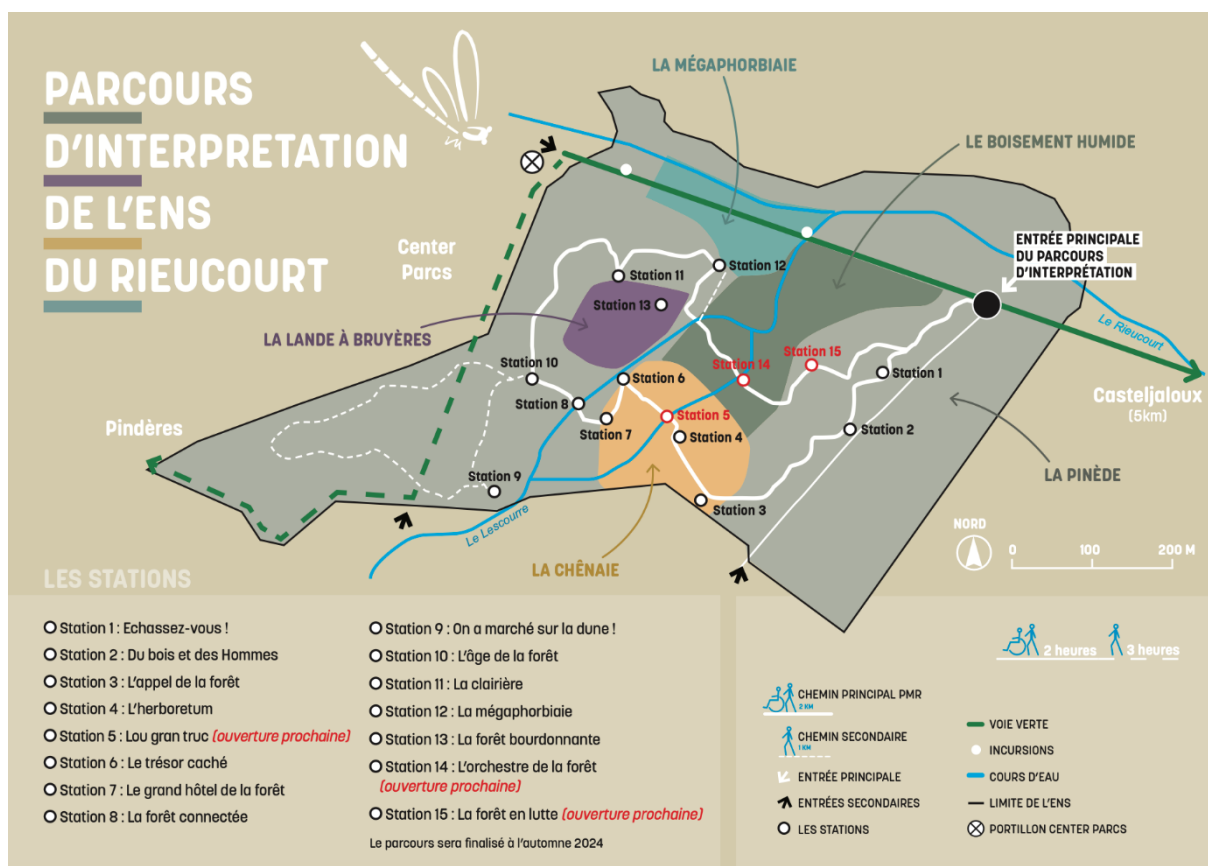 PARCOURS
D'INTERPRETATION
DE L'ENS
DU RIEUCOURT
LA MÉGAPHORBIAIE
LE BOISEMENT HUMIDE
Center
Parcs
ENTRÉE PRINCIPALE
DU PARCOURS
D'INTERPRÉTATION
Station 12
Station 11
Station 13
LA LANDE À BRUYÈRES
Le Rieucourt
Station 15
Station 14
Station 10
Station 1
Station 6
Casteljaloux
(5km)
Station 8
Station 5
Pindères
Station 7
Station 4
Station 2
Station 9
LA PINÈDE
Station 3
Le Lescourre
NORD
0 100 200 M
LA CHÊNAIE
LES STATIONS
Station 1 : Echassez-vous !
Station 2 : Du bois et des Hommes
Station 3 : L'appel de la forêt
Station 4 : L'herboretum
Station 5 : Lou gran truc (ouverture prochaine)
Station 6 : Le trésor caché
Station 7 : Le grand hôtel de la forêt
Station 8 : La forêt connectée
Station 9 : On a marché sur la dune !
Station 10 : L'âge de la forêt
Station 11 : La clairière
Station 12 : La mégaphorbiaie
Station 13 : La forêt bourdonnante
Station 14 : L'orchestre de la forêt
(ouverture prochaine)
Station 15 : La forêt en lutte (ouverture prochaine)
Le parcours sera finalisé à l'automne 2024
2 heures 3 heures
CHEMIN PRINCIPAL PMR
2 KM
CHEMIN SECONDAIRE
1 KM
ENTRÉE PRINCIPALE
ENTRÉES SECONDAIRES
LES STATIONS
VOIE VERTE
INCURSIONS
COURS D'EAU
LIMITE DE L'ENS
PORTILLON CENTER PARCS